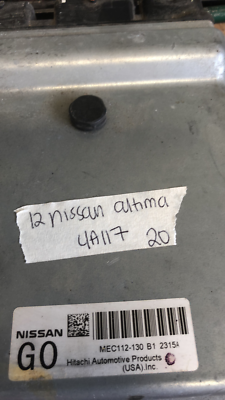 12 nissan altima
4A117 20
NISSAN
GO
MEC112-130 B1 2315A
Hitachi Automotive Products
(USA).Inc.